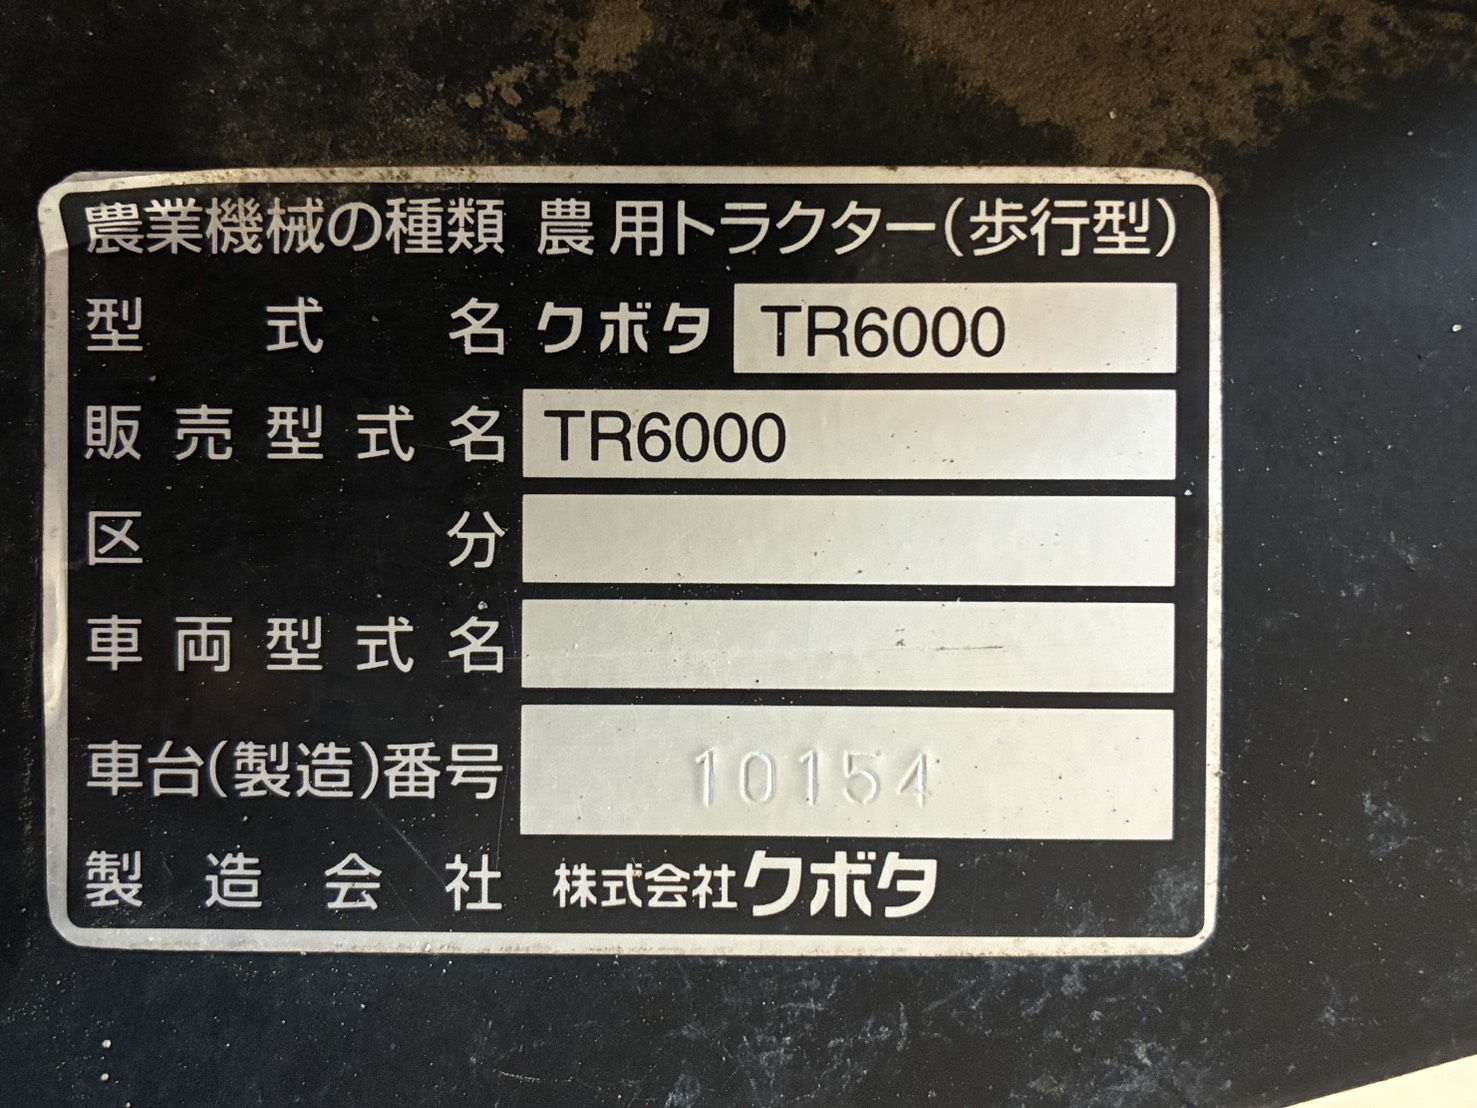 農業機械の種類 農用トラクター(歩行型)
型式名 クボタ TR6000
販売型式名 TR6000
区分
車両型式名
車台(製造)番号 10154
製造会社 株式会社クボタ